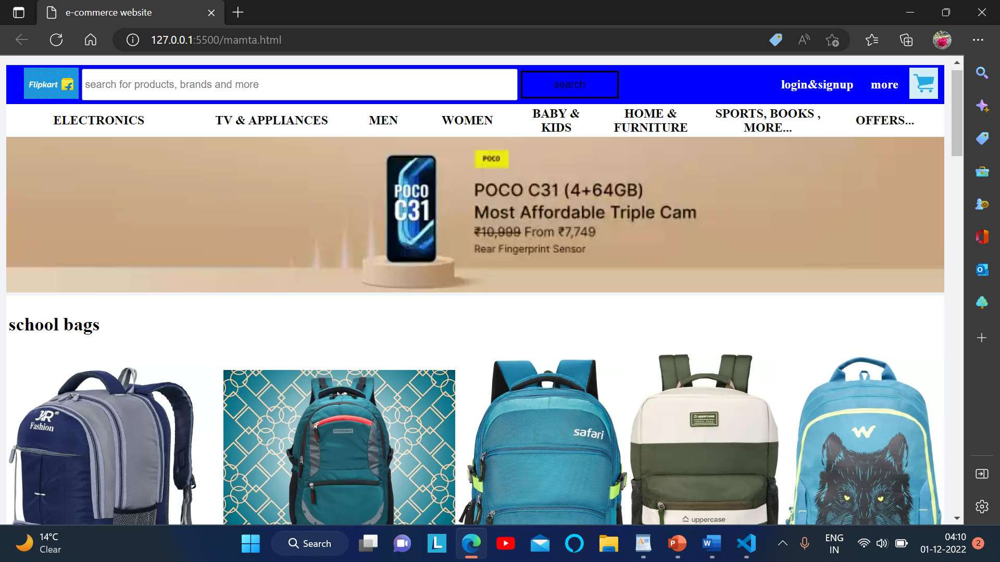 e-commerce website
127.0.0.1:5500/mamta.html
Flipkart
search for products, brands and more
search
login&signup
more
ELECTRONICS
TV & APPLIANCES
MEN
WOMEN
BABY &
KIDS
HOME &
FURNITURE
SPORTS, BOOKS ,
MORE...
OFFERS...
POCO
POCO C31 (4+64GB)
Most Affordable Triple Cam
₹10,999 From ₹7,749
Rear Fingerprint Sensor
POCO
C31
school bags
JR
Fashion
PROVOGUE
safari
uppercase
TRAVEL GEAR
uppercase
14°C
Clear
Search
ENG
IN
04:10
01-12-2022
2